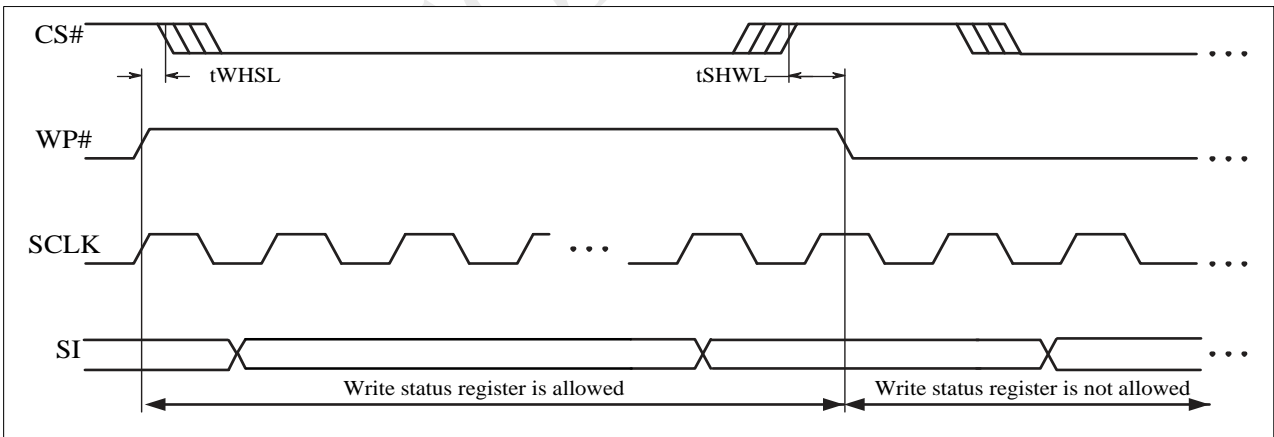 CS#
tWHSL
tSHWL
WP#
SCLK
SI
Write status register is allowed
Write status register is not allowed